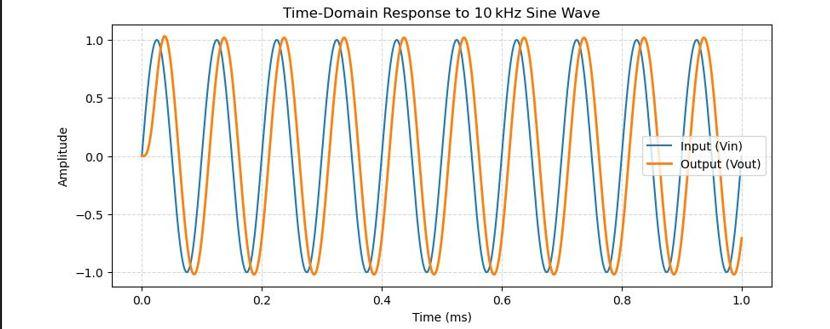 Time-Domain Response to 10 kHz Sine Wave
1.0
0.5
0.0
−0.5
−1.0
Amplitude
Input (Vin)
Output (Vout)
0.0 0.2 0.4 0.6 0.8 1.0
Time (ms)